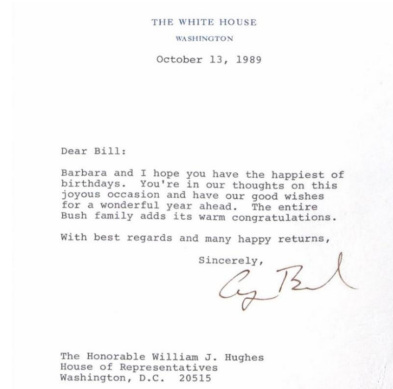 THE WHITE HOUSE
WASHINGTON
October 13, 1989
Dear Bill:
Barbara and I hope you have the happiest of
birthdays. You're in our thoughts on this
joyous occasion and have our good wishes
for a wonderful year ahead. The entire
Bush family adds its warm congratulations.
With best regards and many happy returns,
Sincerely,
The Honorable William J. Hughes
House of Representatives
Washington, D.C. 20515